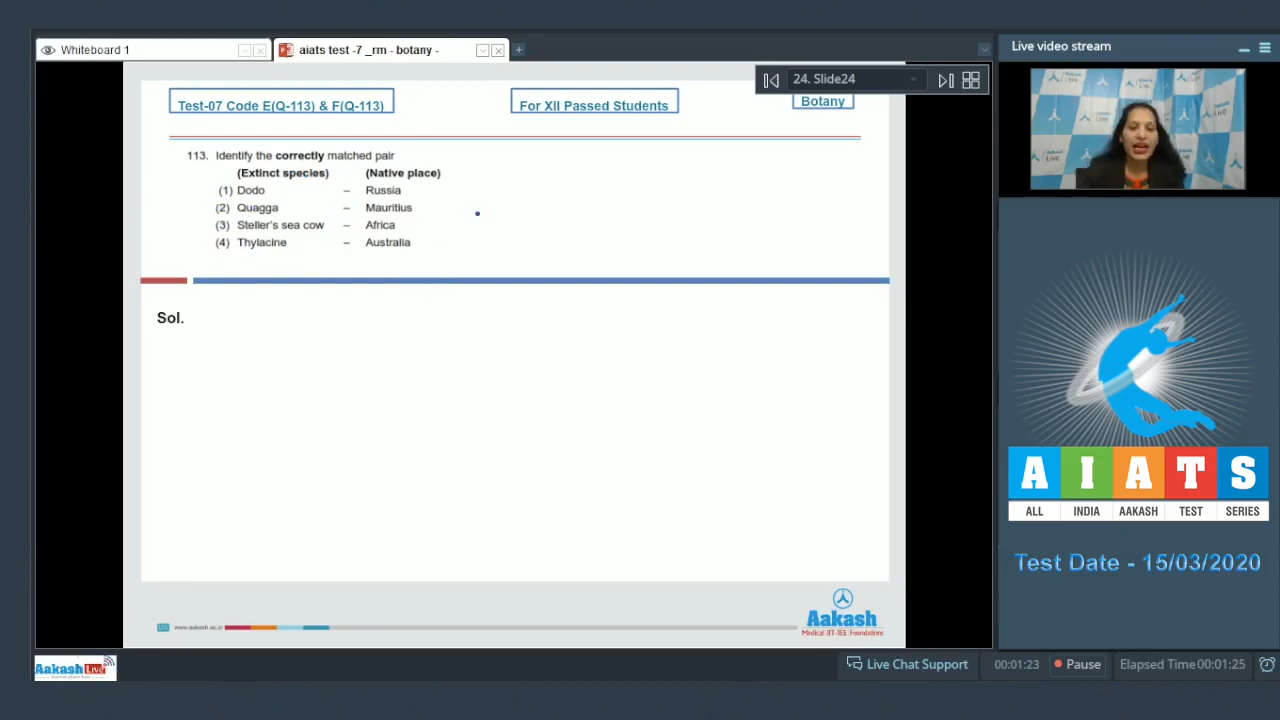 Whiteboard 1
aiats test -7 _rm - botany -
Live video stream
24. Slide24
Test-07 Code E(Q-113) & F(Q-113)
For XII Passed Students
Botany
113. Identify the correctly matched pair
(Extinct species) (Native place)
(1) Dodo – Russia
(2) Quagga – Mauritius
(3) Steller's sea cow – Africa
(4) Thylacine – Australia
Sol.
A I A T S
ALL INDIA AAKASH TEST SERIES
Test Date - 15/03/2020
Aakash
Medical|IIT-JEE|Foundations
www.aakash.ac.in
Aakash Live
Live Chat Support
00:01:23
Pause
Elapsed Time 00:01:25